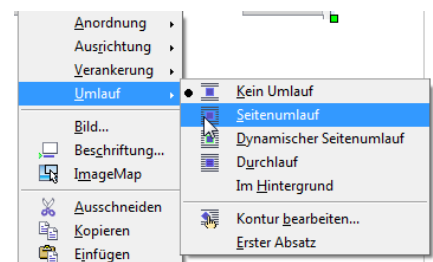 Anordnung
Ausrichtung
Verankerung
Umlauf
Bild...
Beschriftung...
ImageMap
Ausschneiden
Kopieren
Einfügen
Kein Umlauf
Seitenumlauf
Dynamischer Seitenumlauf
Durchlauf
Im Hintergrund
Kontur bearbeiten...
Erster Absatz